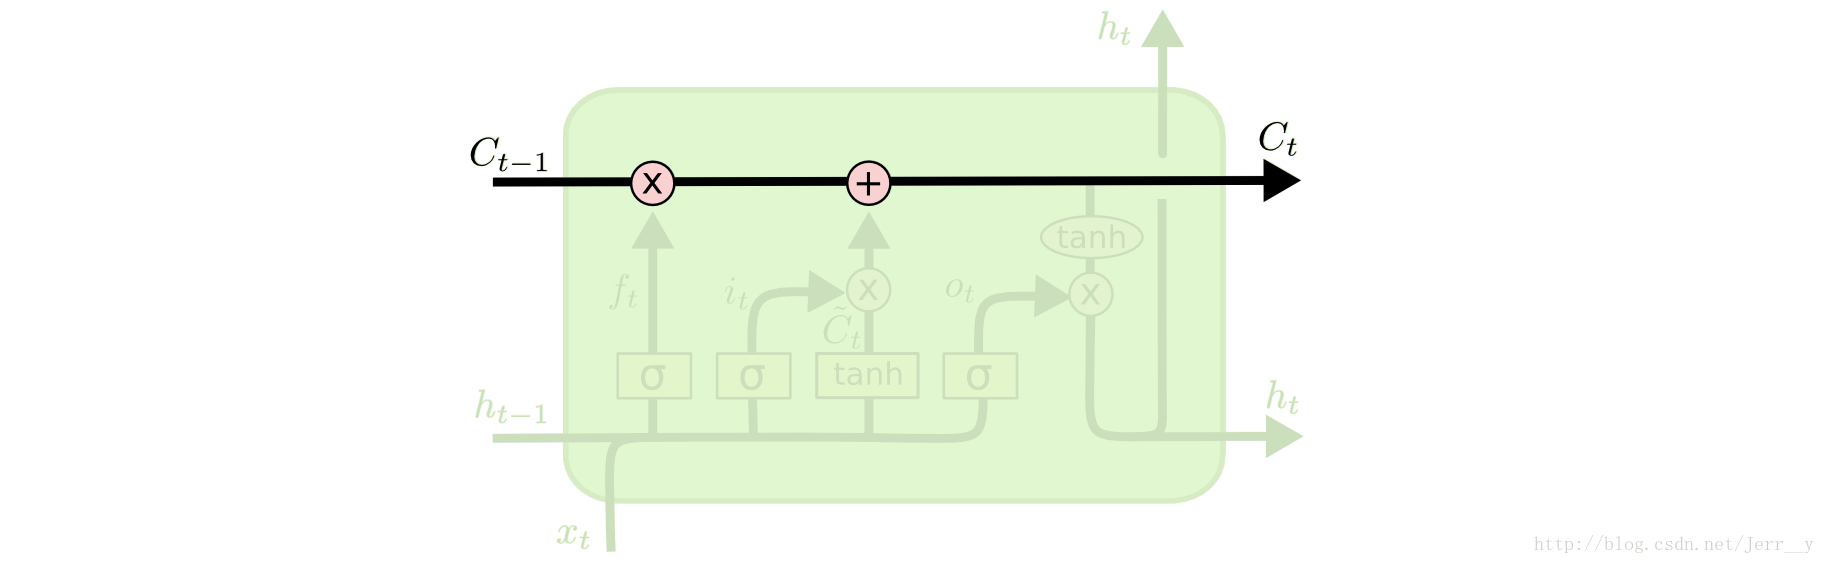 h_t
C_{t-1}
C_t
x
+
tanh
f_t
i_t
x
o_t
x
C̃_t
σ
σ
tanh
σ
h_{t-1}
h_t
x_t
http://blog.csdn.net/Jerr__y